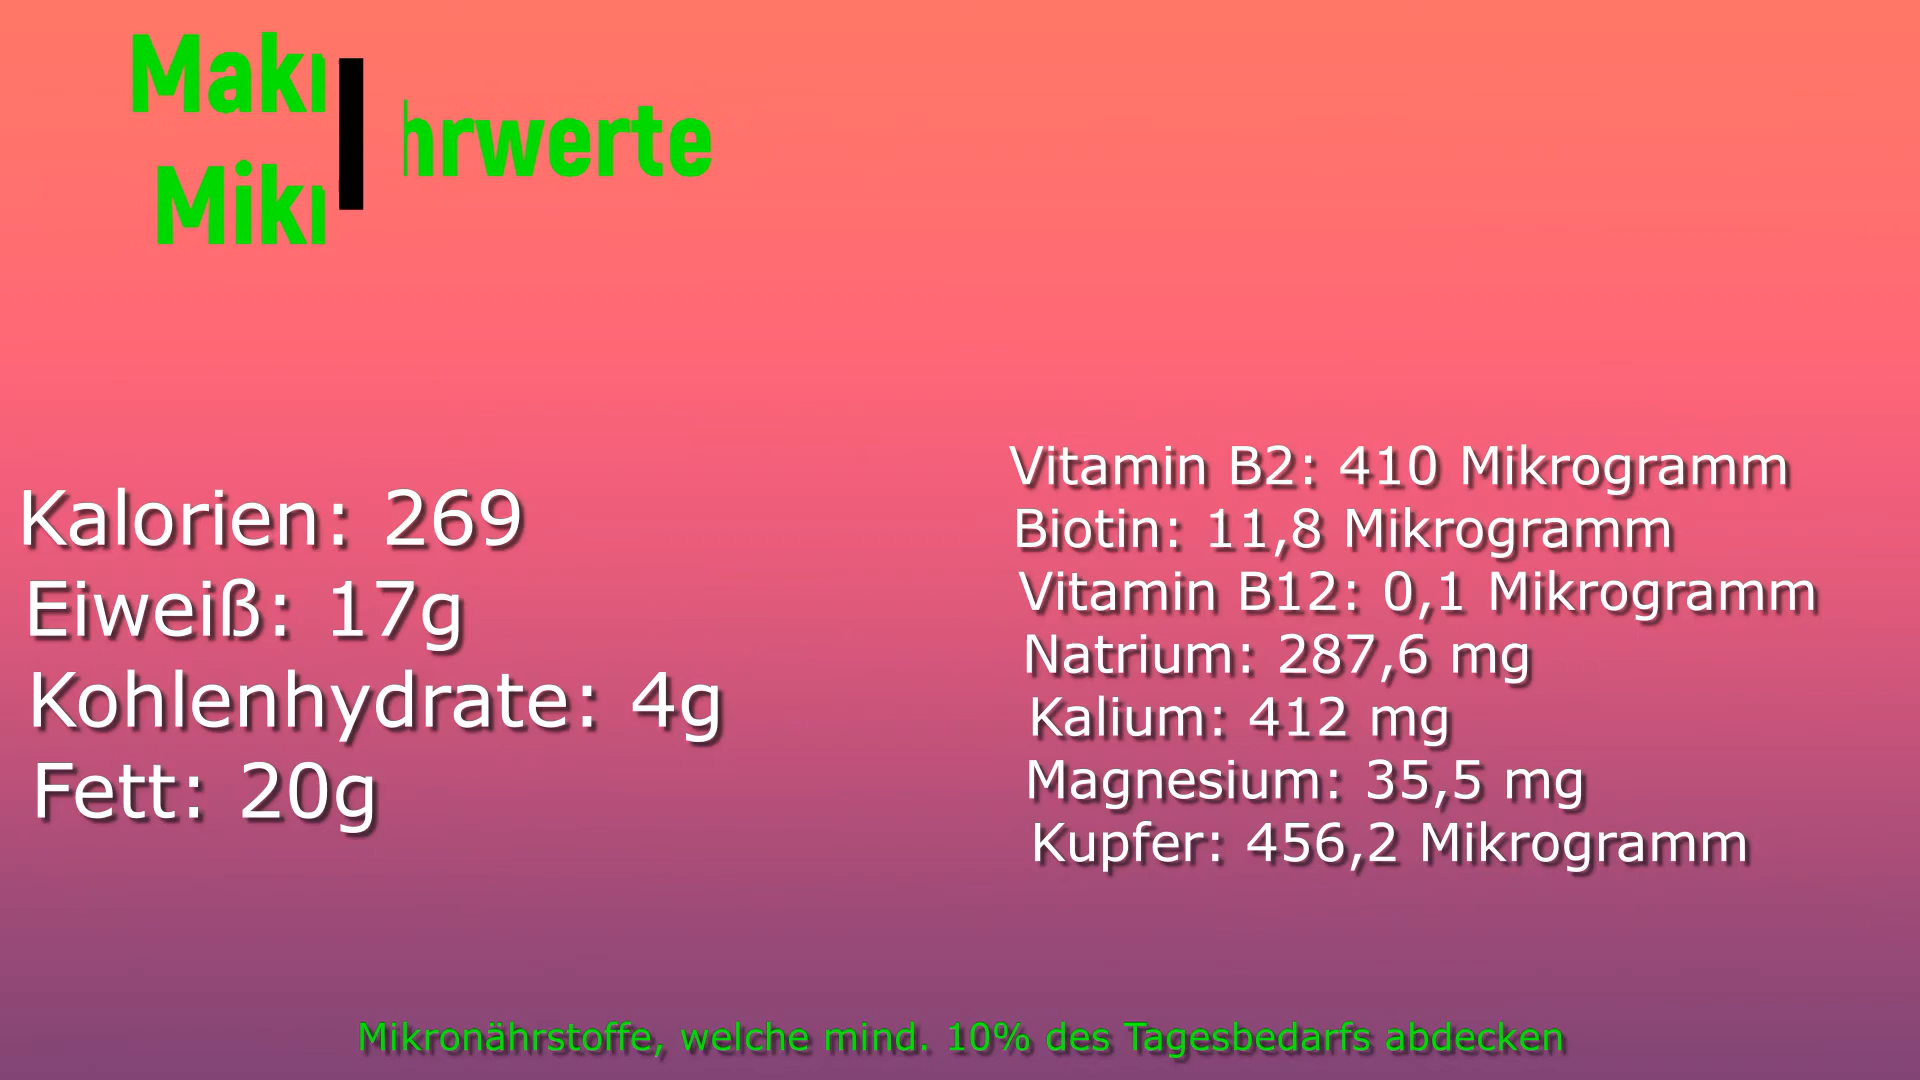 Mak
Mik
hrwerte
Kalorien: 269
Eiweiß: 17g
Kohlenhydrate: 4g
Fett: 20g
Vitamin B2: 410 Mikrogramm
Biotin: 11,8 Mikrogramm
Vitamin B12: 0,1 Mikrogramm
Natrium: 287,6 mg
Kalium: 412 mg
Magnesium: 35,5 mg
Kupfer: 456,2 Mikrogramm
Mikronährstoffe, welche mind. 10% des Tagesbedarfs abdecken